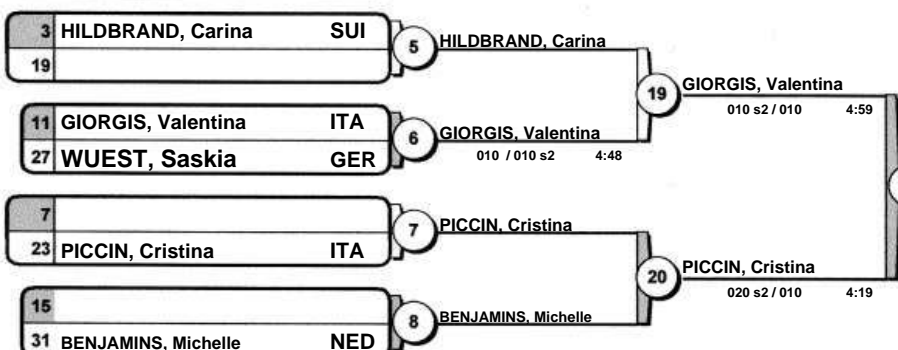 3 HILDBRAND, Carina SUI
19
5
HILDBRAND, Carina
11 GIORGIS, Valentina ITA
27 WUEST, Saskia GER
6
GIORGIS, Valentina
010 / 010 s2 4:48
19
GIORGIS, Valentina
010 s2 / 010 4:59
7
23 PICCIN, Cristina ITA
7
PICCIN, Cristina
15
31 BENJAMINS, Michelle NED
8
BENJAMINS, Michelle
20
PICCIN, Cristina
020 s2 / 010 4:19